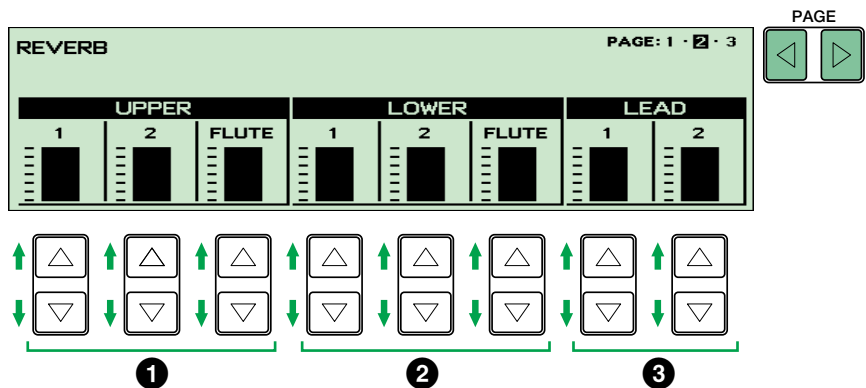 PAGE
REVERB
PAGE: 1 · 2 · 3
UPPER LOWER LEAD
1 2 FLUTE 1 2 FLUTE 1 2
1 2 3